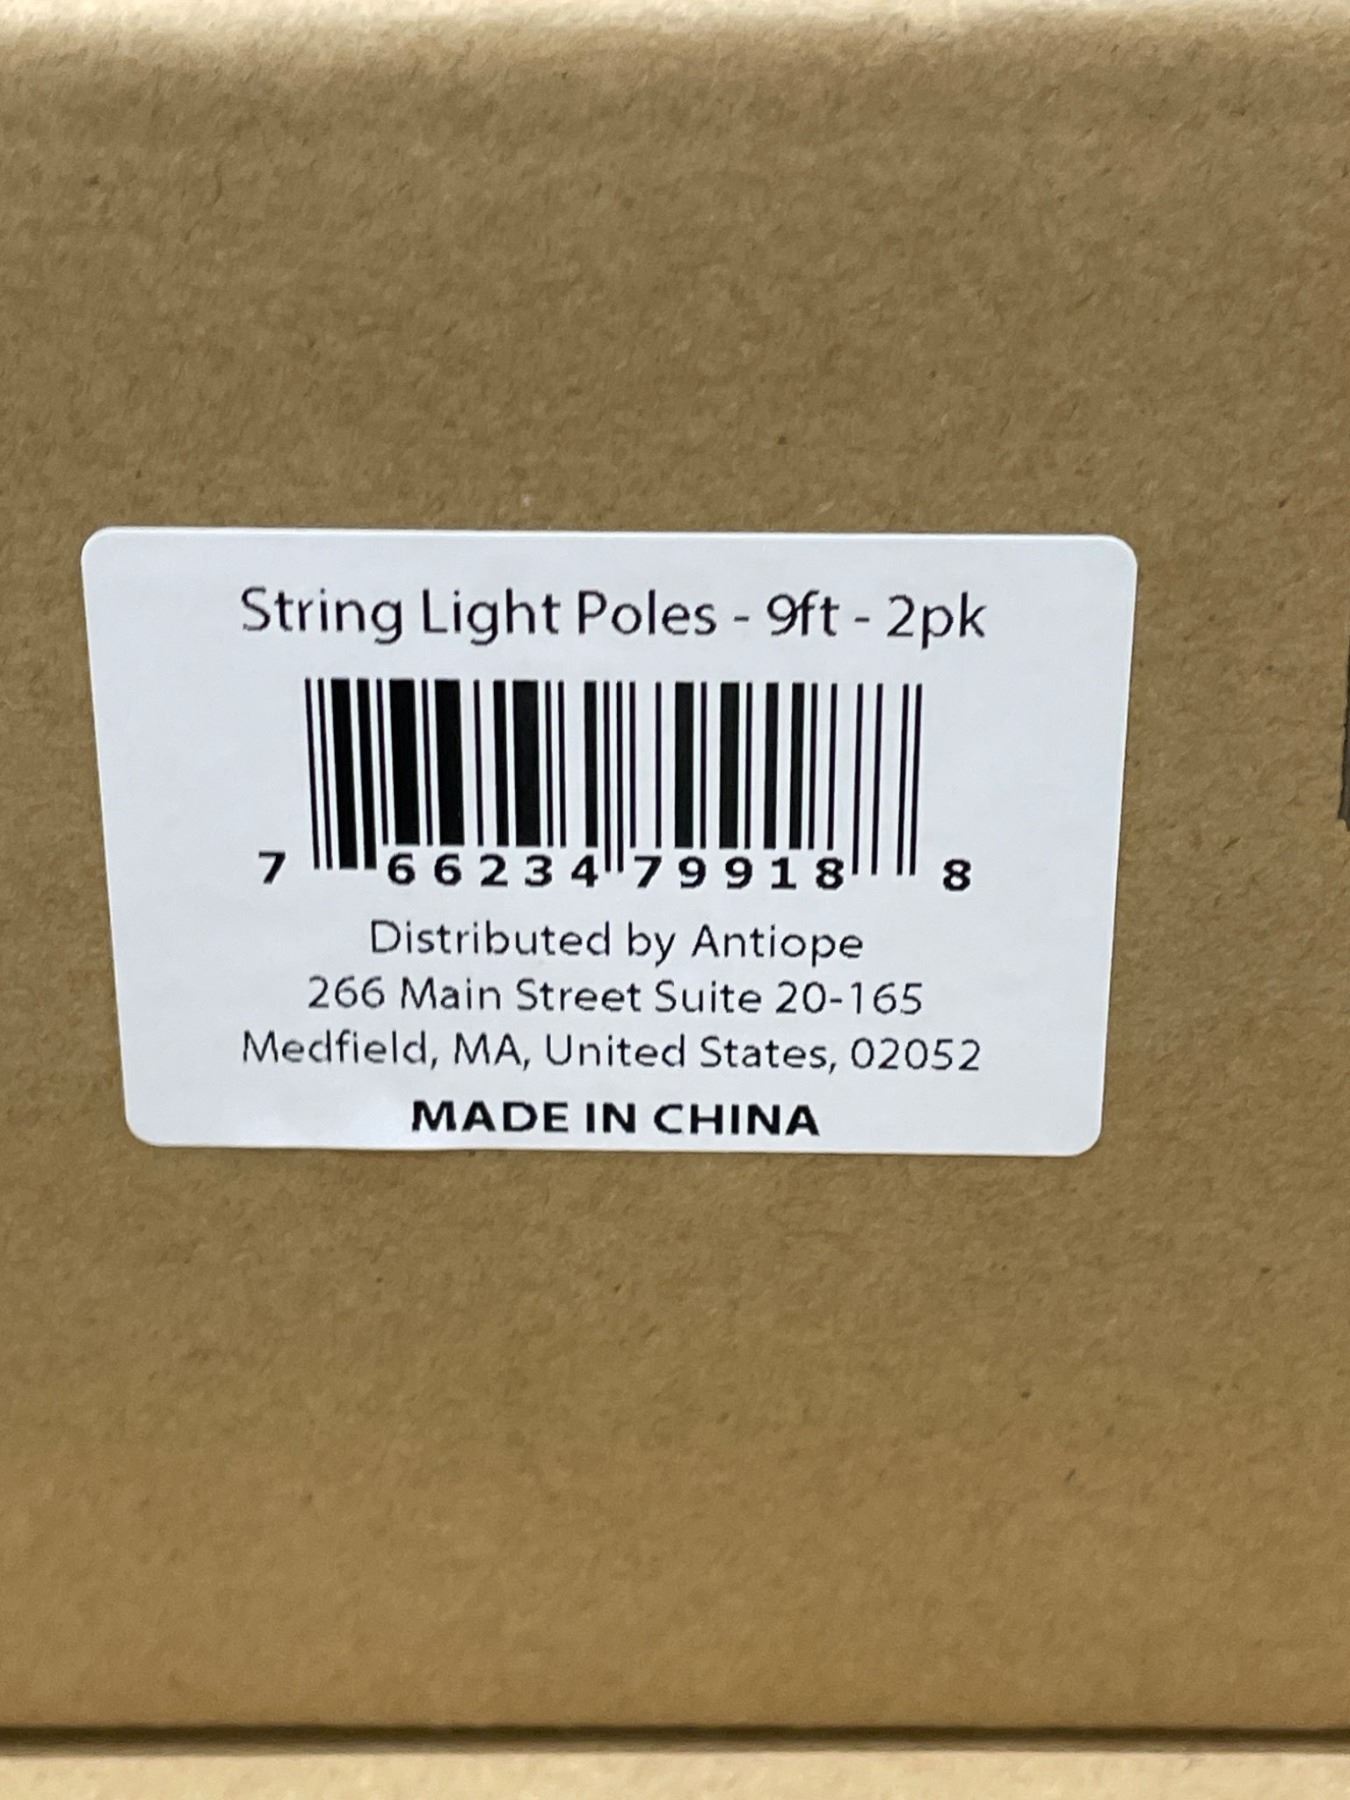 String Light Poles - 9ft - 2pk
7 66234 79918 8
Distributed by Antiope
266 Main Street Suite 20-165
Medfield, MA, United States, 02052
MADE IN CHINA